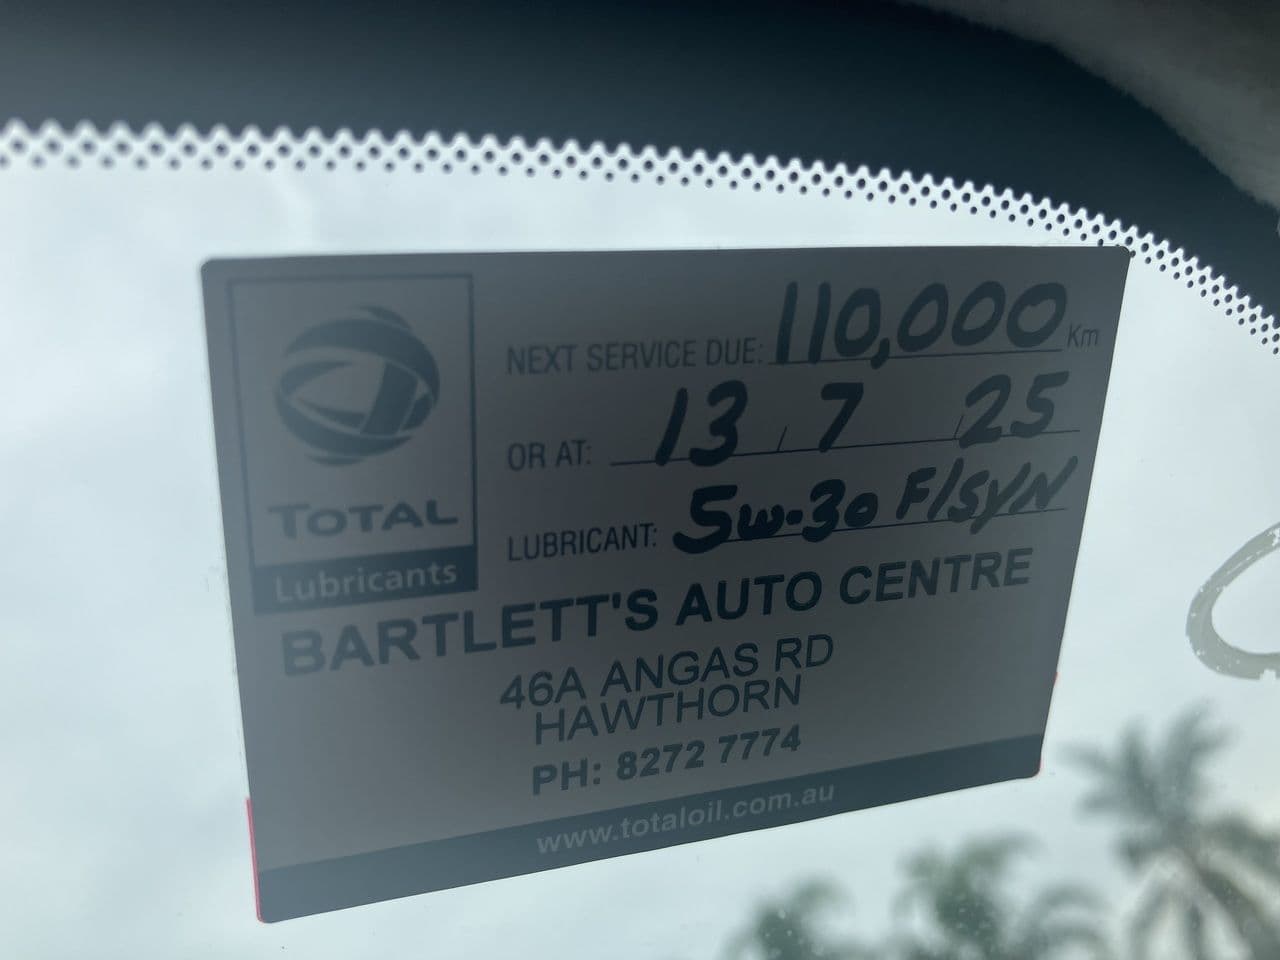 TOTAL
Lubricants
NEXT SERVICE DUE: 110,000 Km
OR AT: 13 / 7 / 25
LUBRICANT: 5W-30 F/SYN
BARTLETT'S AUTO CENTRE
46A ANGAS RD
HAWTHORN
PH: 8272 7774
www.totaloil.com.au